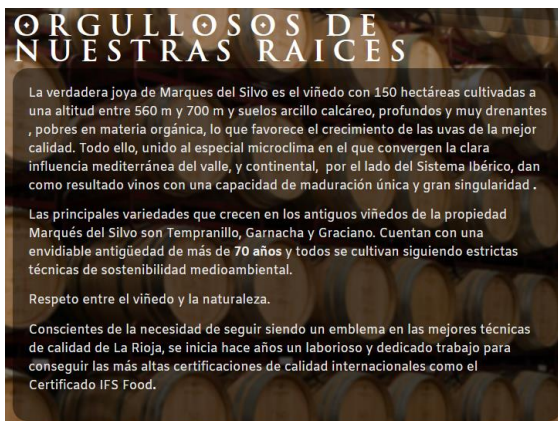 ORGULLOSOS DE
NUESTRAS RAICES
La verdadera joya de Marques del Silvo es el viñedo con 150 hectáreas cultivadas a
una altitud entre 560 m y 700 m y suelos arcillo calcáreo, profundos y muy drenantes
, pobres en materia orgánica, lo que favorece el crecimiento de las uvas de la mejor
calidad. Todo ello, unido al especial microclima en el que convergen la clara
influencia mediterránea del valle, y continental, por el lado del Sistema Ibérico, dan
como resultado vinos con una capacidad de maduración única y gran singularidad .
Las principales variedades que crecen en los antiguos viñedos de la propiedad
Marqués del Silvo son Tempranillo, Garnacha y Graciano. Cuentan con una
envidiable antigüedad de más de 70 años y todos se cultivan siguiendo estrictas
técnicas de sostenibilidad medioambiental.
Respeto entre el viñedo y la naturaleza.
Conscientes de la necesidad de seguir siendo un emblema en las mejores técnicas
de calidad de La Rioja, se inicia hace años un laborioso y dedicado trabajo para
conseguir las más altas certificaciones de calidad internacionales como el
Certificado IFS Food.